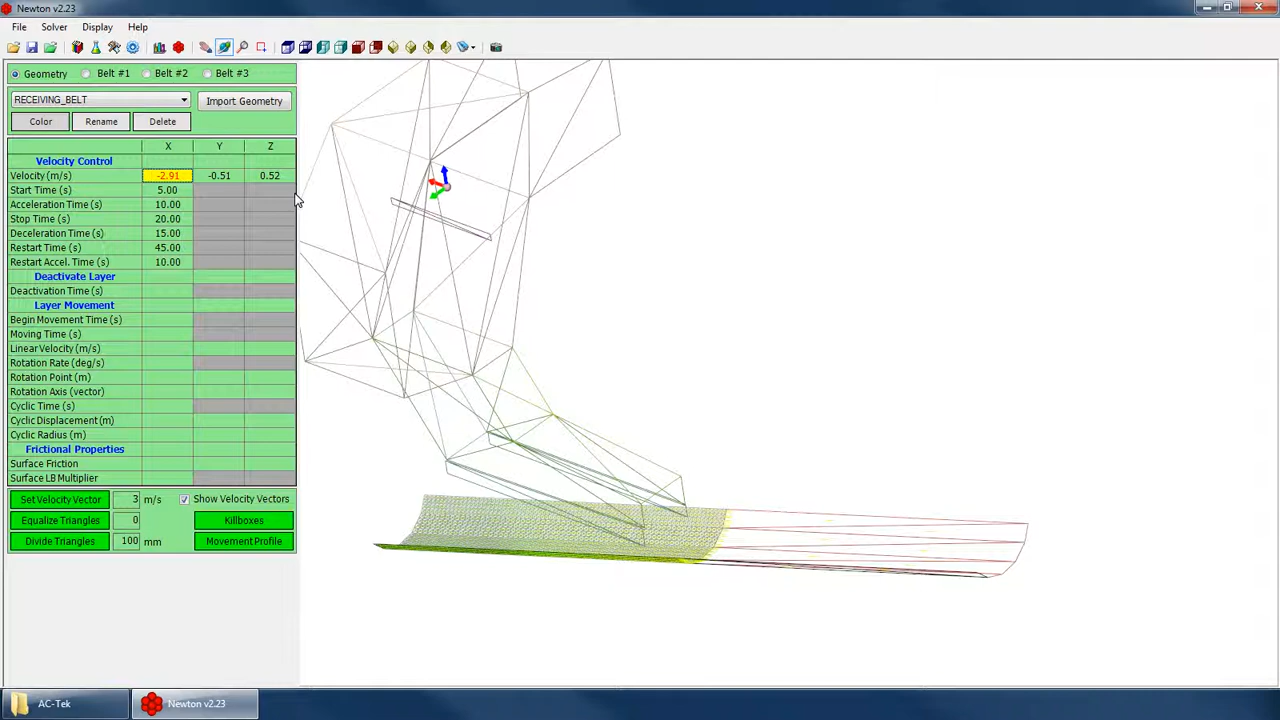 Newton v2.23
File Solver Display Help
Geometry Belt #1 Belt #2 Belt #3
RECEIVING_BELT Import Geometry
Color Rename Delete
X Y Z
Velocity Control
Velocity (m/s) -2.91 -0.51 0.52
Start Time (s) 5.00
Acceleration Time (s) 10.00
Stop Time (s) 20.00
Deceleration Time (s) 15.00
Restart Time (s) 45.00
Restart Accel. Time (s) 10.00
Deactivate Layer
Deactivation Time (s)
Layer Movement
Begin Movement Time (s)
Moving Time (s)
Linear Velocity (m/s)
Rotation Rate (deg/s)
Rotation Point (m)
Rotation Axis (vector)
Cyclic Time (s)
Cyclic Displacement (m)
Cyclic Radius (m)
Frictional Properties
Surface Friction
Surface LB Multiplier
Set Velocity Vector 3 m/s Show Velocity Vectors
Equalize Triangles 0 Killboxes
Divide Triangles 100 mm Movement Profile
AC-Tek Newton v2.23